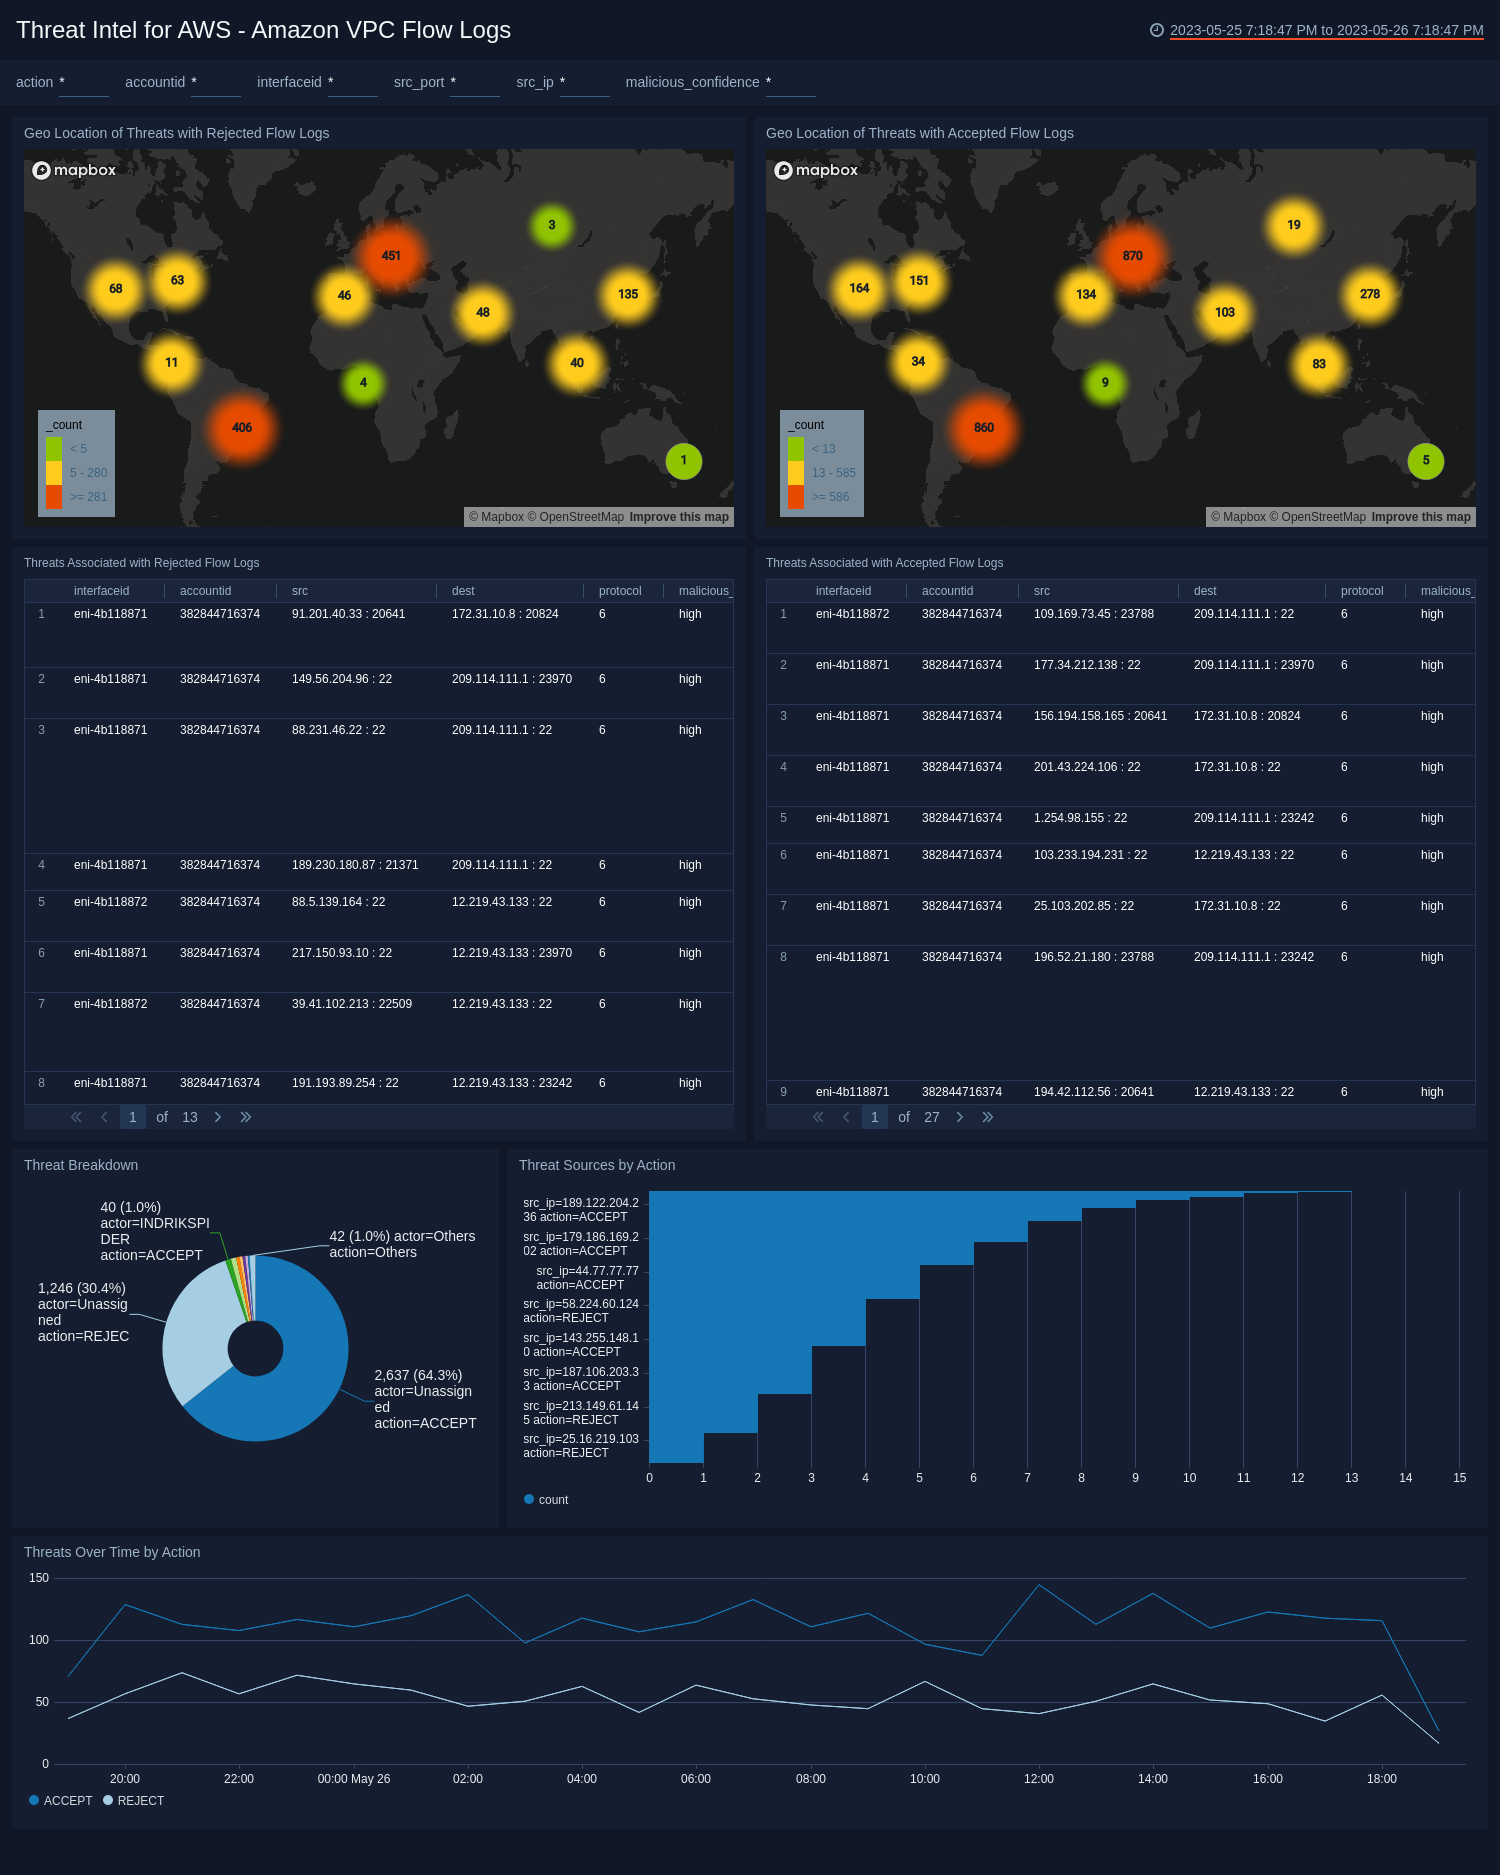 Threat Intel for AWS - Amazon VPC Flow Logs
2023-05-25 7:18:47 PM to 2023-05-26 7:18:47 PM
action * accountid * interfaceid * src_port * src_ip * malicious_confidence *
Geo Location of Threats with Rejected Flow Logs
mapbox
3
451
68
63
46
48
135
11
4
40
406
1
_count
< 5
5 - 280
>= 281
© Mapbox © OpenStreetMap Improve this map
Geo Location of Threats with Accepted Flow Logs
mapbox
19
870
164
151
134
103
278
34
9
83
860
5
_count
< 13
13 - 585
>= 586
© Mapbox © OpenStreetMap Improve this map
Threats Associated with Rejected Flow Logs
interfaceid accountid src dest protocol malicious_
1 eni-4b118871 382844716374 91.201.40.33 : 20641 172.31.10.8 : 20824 6 high
2 eni-4b118871 382844716374 149.56.204.96 : 22 209.114.111.1 : 23970 6 high
3 eni-4b118871 382844716374 88.231.46.22 : 22 209.114.111.1 : 22 6 high
4 eni-4b118871 382844716374 189.230.180.87 : 21371 209.114.111.1 : 22 6 high
5 eni-4b118872 382844716374 88.5.139.164 : 22 12.219.43.133 : 22 6 high
6 eni-4b118871 382844716374 217.150.93.10 : 22 12.219.43.133 : 23970 6 high
7 eni-4b118872 382844716374 39.41.102.213 : 22509 12.219.43.133 : 22 6 high
8 eni-4b118871 382844716374 191.193.89.254 : 22 12.219.43.133 : 23242 6 high
1 of 13
Threats Associated with Accepted Flow Logs
interfaceid accountid src dest protocol malicious_
1 eni-4b118872 382844716374 109.169.73.45 : 23788 209.114.111.1 : 22 6 high
2 eni-4b118871 382844716374 177.34.212.138 : 22 209.114.111.1 : 23970 6 high
3 eni-4b118871 382844716374 156.194.158.165 : 20641 172.31.10.8 : 20824 6 high
4 eni-4b118871 382844716374 201.43.224.106 : 22 172.31.10.8 : 22 6 high
5 eni-4b118871 382844716374 1.254.98.155 : 22 209.114.111.1 : 23242 6 high
6 eni-4b118871 382844716374 103.233.194.231 : 22 12.219.43.133 : 22 6 high
7 eni-4b118871 382844716374 25.103.202.85 : 22 172.31.10.8 : 22 6 high
8 eni-4b118871 382844716374 196.52.21.180 : 23788 209.114.111.1 : 23242 6 high
9 eni-4b118871 382844716374 194.42.112.56 : 20641 12.219.43.133 : 22 6 high
1 of 27
Threat Breakdown
40 (1.0%)
actor=INDRIKSPI
DER
action=ACCEPT
42 (1.0%) actor=Others
action=Others
1,246 (30.4%)
actor=Unassig
ned
action=REJEC
2,637 (64.3%)
actor=Unassign
ed
action=ACCEPT
Threat Sources by Action
src_ip=189.122.204.2
36 action=ACCEPT
src_ip=179.186.169.2
02 action=ACCEPT
src_ip=44.77.77.77
action=ACCEPT
src_ip=58.224.60.124
action=REJECT
src_ip=143.255.148.1
0 action=ACCEPT
src_ip=187.106.203.3
3 action=ACCEPT
src_ip=213.149.61.14
5 action=REJECT
src_ip=25.16.219.103
action=REJECT
0 1 2 3 4 5 6 7 8 9 10 11 12 13 14 15
count
Threats Over Time by Action
150
100
50
0
20:00 22:00 00:00 May 26 02:00 04:00 06:00 08:00 10:00 12:00 14:00 16:00 18:00
ACCEPT REJECT